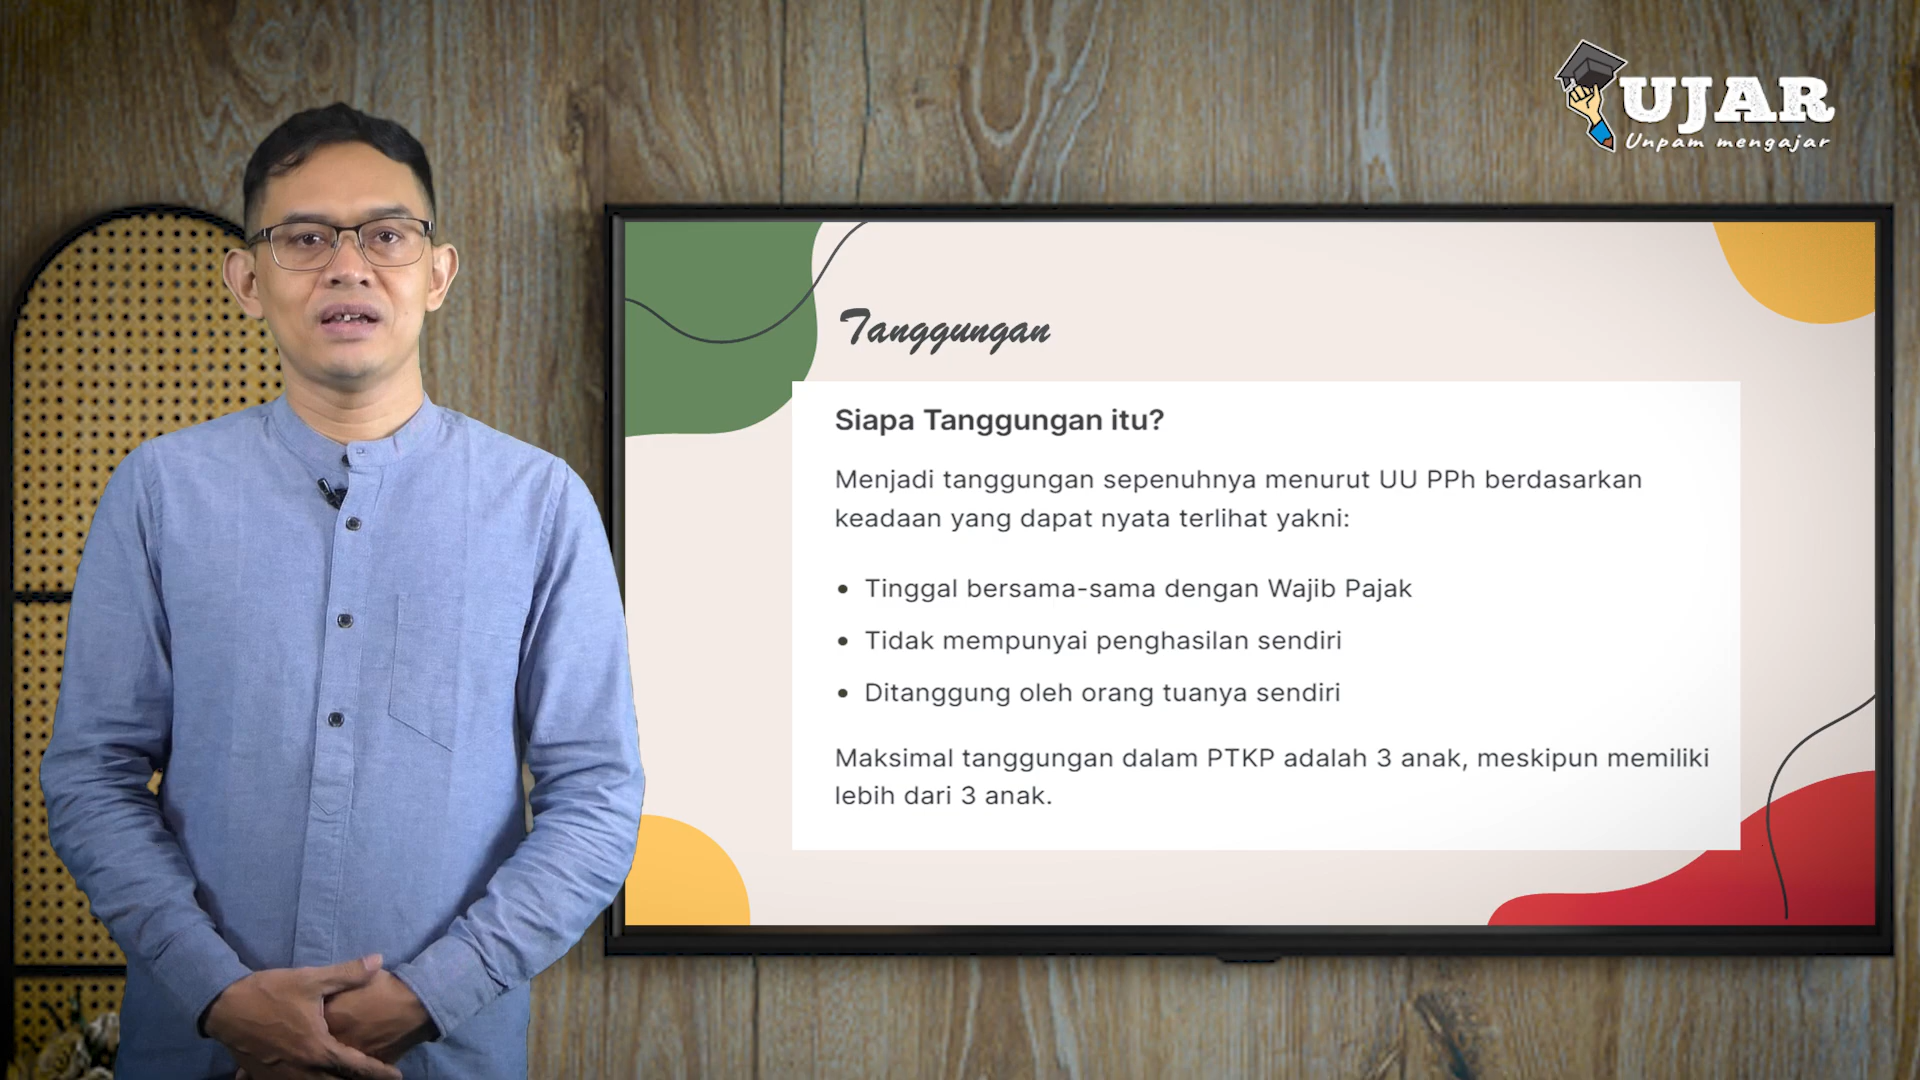 UJAR
Unpam mengajar
Tanggungan
Siapa Tanggungan itu?
Menjadi tanggungan sepenuhnya menurut UU PPh berdasarkan
keadaan yang dapat nyata terlihat yakni:
• Tinggal bersama-sama dengan Wajib Pajak
• Tidak mempunyai penghasilan sendiri
• Ditanggung oleh orang tuanya sendiri
Maksimal tanggungan dalam PTKP adalah 3 anak, meskipun memiliki
lebih dari 3 anak.